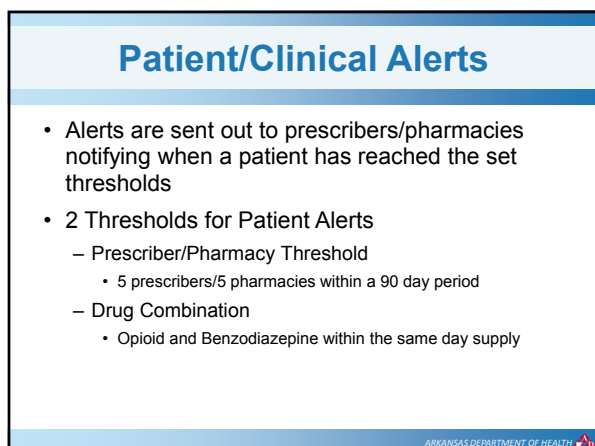 Patient/Clinical Alerts
• Alerts are sent out to prescribers/pharmacies
notifying when a patient has reached the set
thresholds
• 2 Thresholds for Patient Alerts
– Prescriber/Pharmacy Threshold
• 5 prescribers/5 pharmacies within a 90 day period
– Drug Combination
• Opioid and Benzodiazepine within the same day supply
ARKANSAS DEPARTMENT OF HEALTH